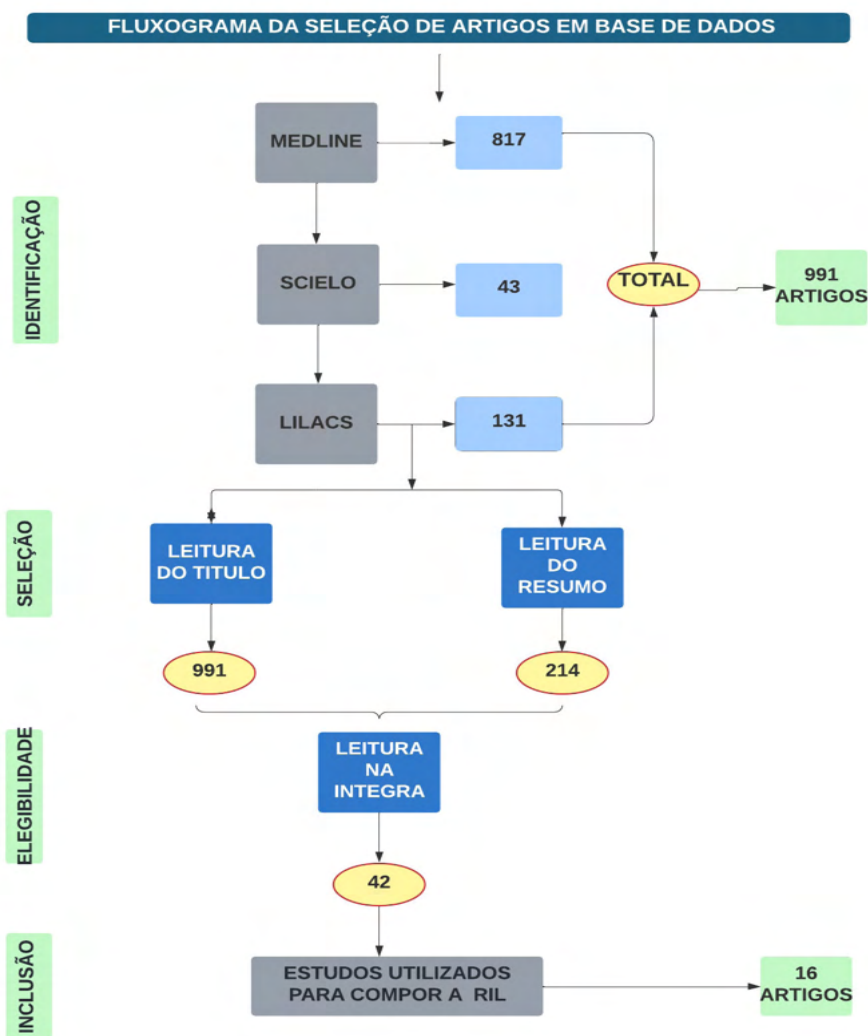 FLUXOGRAMA DA SELEÇÃO DE ARTIGOS EM BASE DE DADOS
IDENTIFICAÇÃO
MEDLINE
817
SCIELO
43
TOTAL
991
ARTIGOS
LILACS
131
SELEÇÃO
LEITURA
DO TITULO
LEITURA
DO
RESUMO
991
214
ELEGIBILIDADE
LEITURA
NA
INTEGRA
42
INCLUSÃO
ESTUDOS UTILIZADOS
PARA COMPOR A RIL
16
ARTIGOS